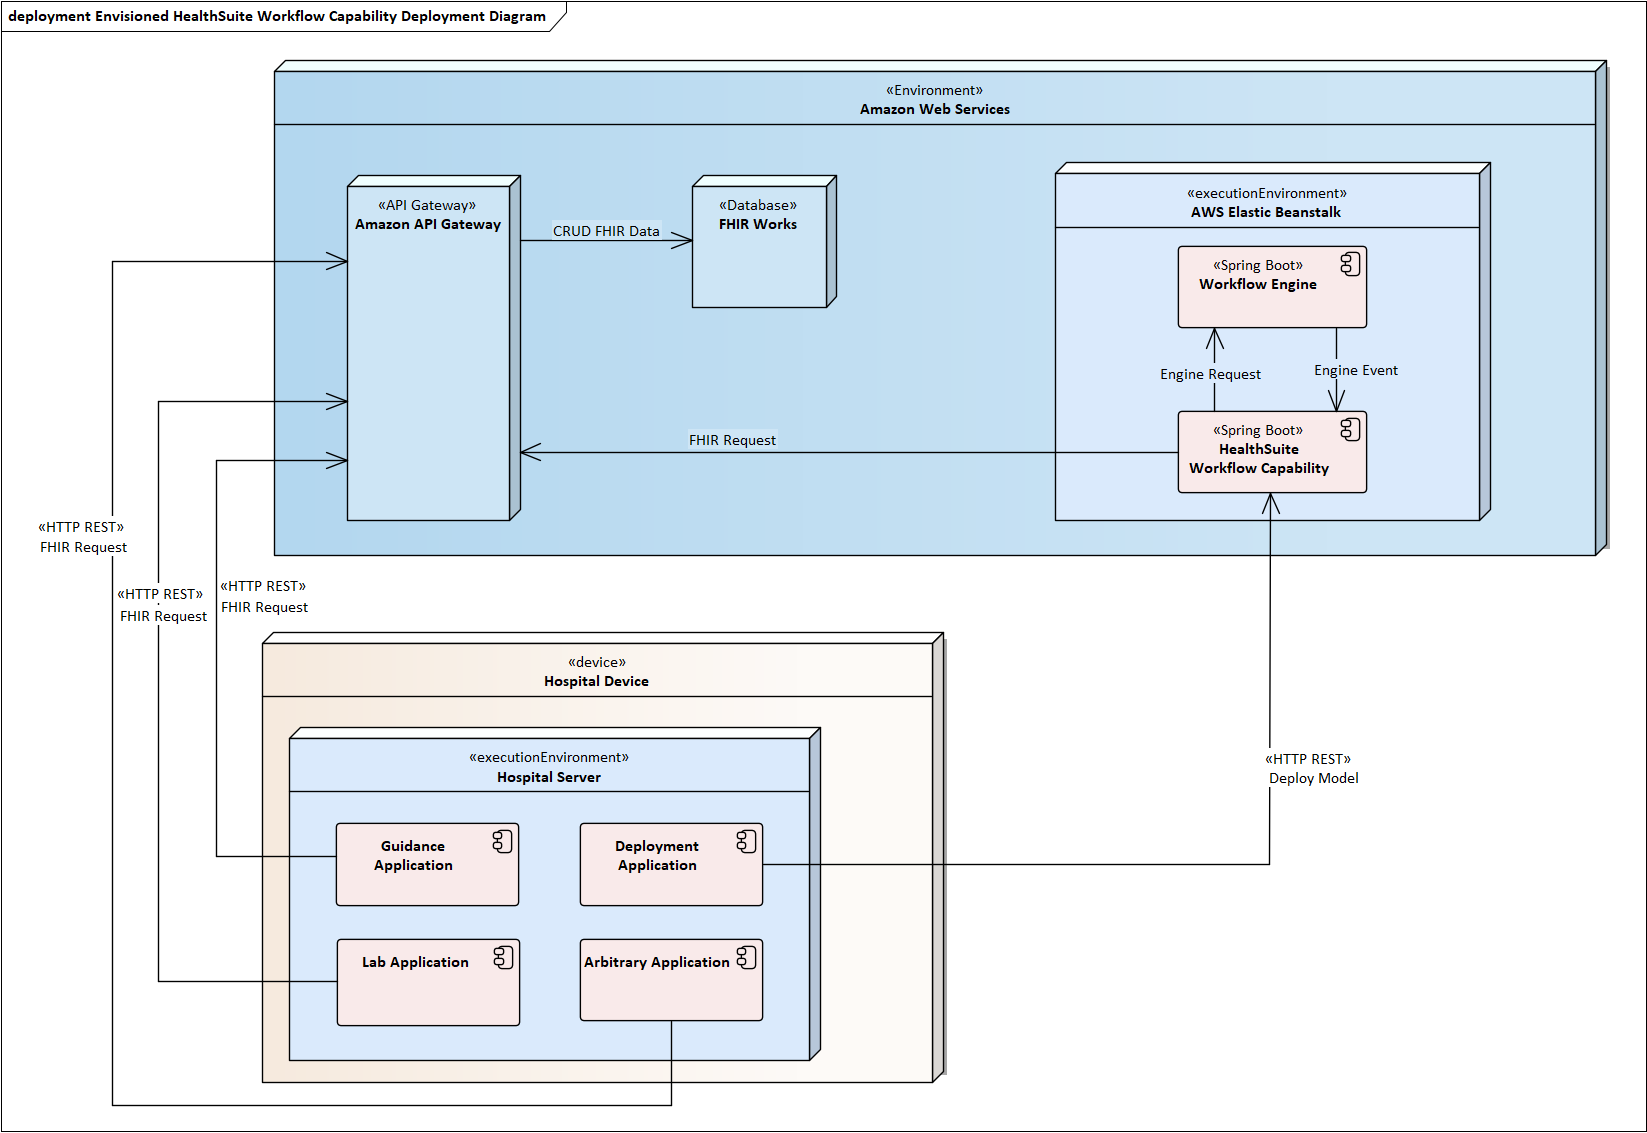 deployment Envisioned HealthSuite Workflow Capability Deployment Diagram
«Environment»
Amazon Web Services
«API Gateway»
Amazon API Gateway
CRUD FHIR Data
«Database»
FHIR Works
«executionEnvironment»
AWS Elastic Beanstalk
«Spring Boot»
Workflow Engine
Engine Request
Engine Event
«Spring Boot»
HealthSuite
Workflow Capability
FHIR Request
«HTTP REST»
FHIR Request
«HTTP REST»
FHIR Request
«HTTP REST»
FHIR Request
«device»
Hospital Device
«executionEnvironment»
Hospital Server
Guidance
Application
Deployment
Application
Lab Application
Arbitrary Application
«HTTP REST»
Deploy Model